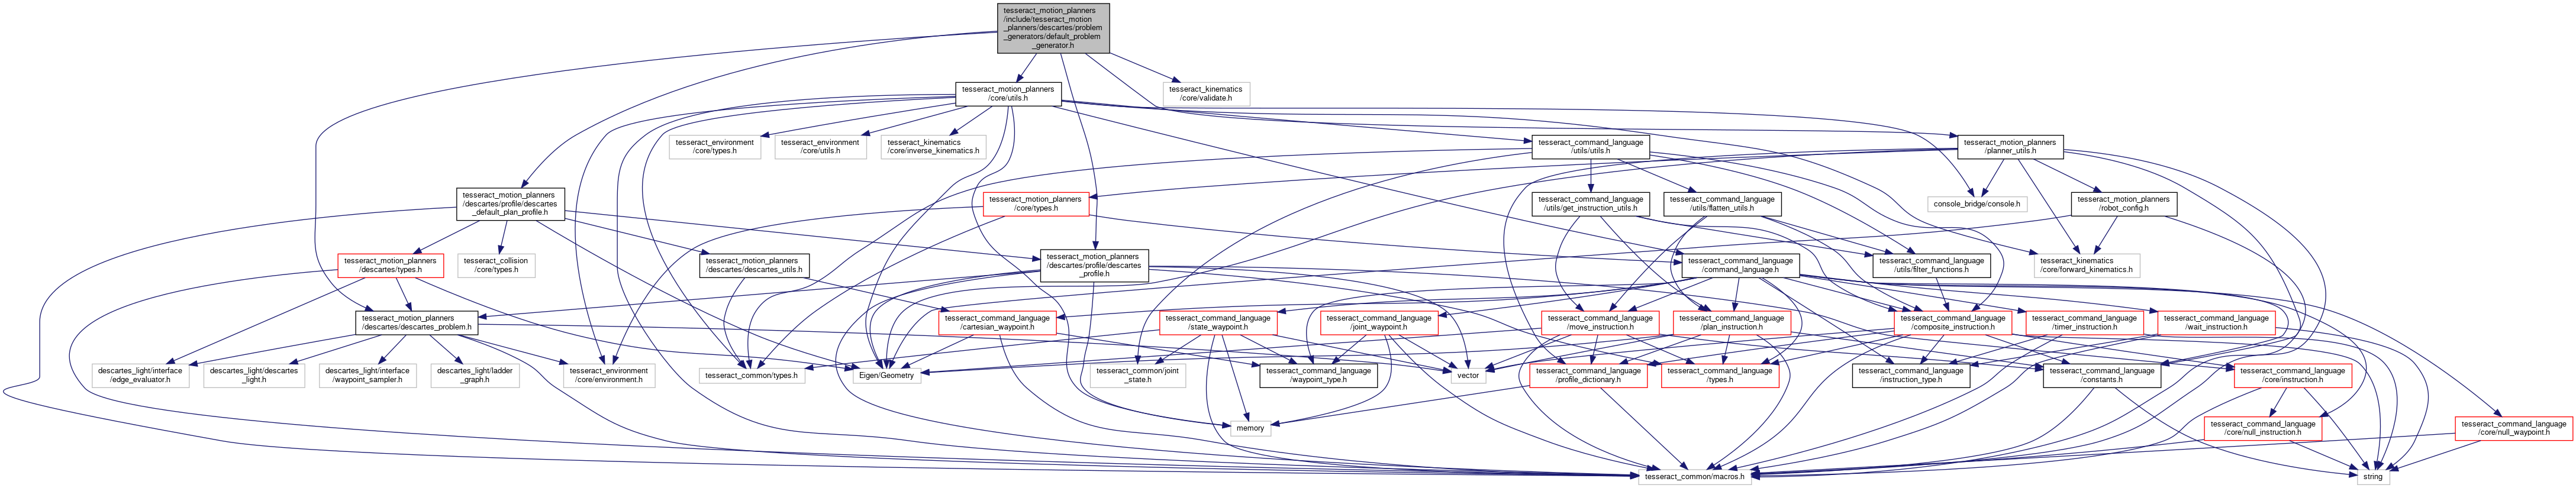 tesseract_motion_planners
/include/tesseract_motion
_planners/descartes/problem
_generators/default_problem
_generator.h
tesseract_motion_planners
/core/utils.h
tesseract_kinematics
/core/validate.h
tesseract_environment
/core/types.h
tesseract_environment
/core/utils.h
tesseract_kinematics
/core/inverse_kinematics.h
tesseract_command_language
/utils/utils.h
tesseract_motion_planners
/planner_utils.h
tesseract_motion_planners
/descartes/profile/descartes
_default_plan_profile.h
tesseract_motion_planners
/core/types.h
tesseract_command_language
/utils/get_instruction_utils.h
tesseract_command_language
/utils/flatten_utils.h
console_bridge/console.h
tesseract_motion_planners
/robot_config.h
tesseract_motion_planners
/descartes/types.h
tesseract_collision
/core/types.h
tesseract_motion_planners
/descartes/descartes_utils.h
tesseract_motion_planners
/descartes/profile/descartes
_profile.h
tesseract_command_language
/command_language.h
tesseract_command_language
/utils/filter_functions.h
tesseract_kinematics
/core/forward_kinematics.h
tesseract_motion_planners
/descartes/descartes_problem.h
tesseract_command_language
/cartesian_waypoint.h
tesseract_command_language
/state_waypoint.h
tesseract_command_language
/joint_waypoint.h
tesseract_command_language
/move_instruction.h
tesseract_command_language
/plan_instruction.h
tesseract_command_language
/composite_instruction.h
tesseract_command_language
/timer_instruction.h
tesseract_command_language
/wait_instruction.h
descartes_light/interface
/edge_evaluator.h
descartes_light/descartes
_light.h
descartes_light/interface
/waypoint_sampler.h
descartes_light/ladder
_graph.h
tesseract_environment
/core/environment.h
tesseract_common/types.h
Eigen/Geometry
tesseract_common/joint
_state.h
tesseract_command_language
/waypoint_type.h
vector
tesseract_command_language
/profile_dictionary.h
tesseract_command_language
/types.h
tesseract_command_language
/instruction_type.h
tesseract_command_language
/constants.h
tesseract_command_language
/core/instruction.h
memory
tesseract_command_language
/core/null_instruction.h
tesseract_command_language
/core/null_waypoint.h
tesseract_common/macros.h
string